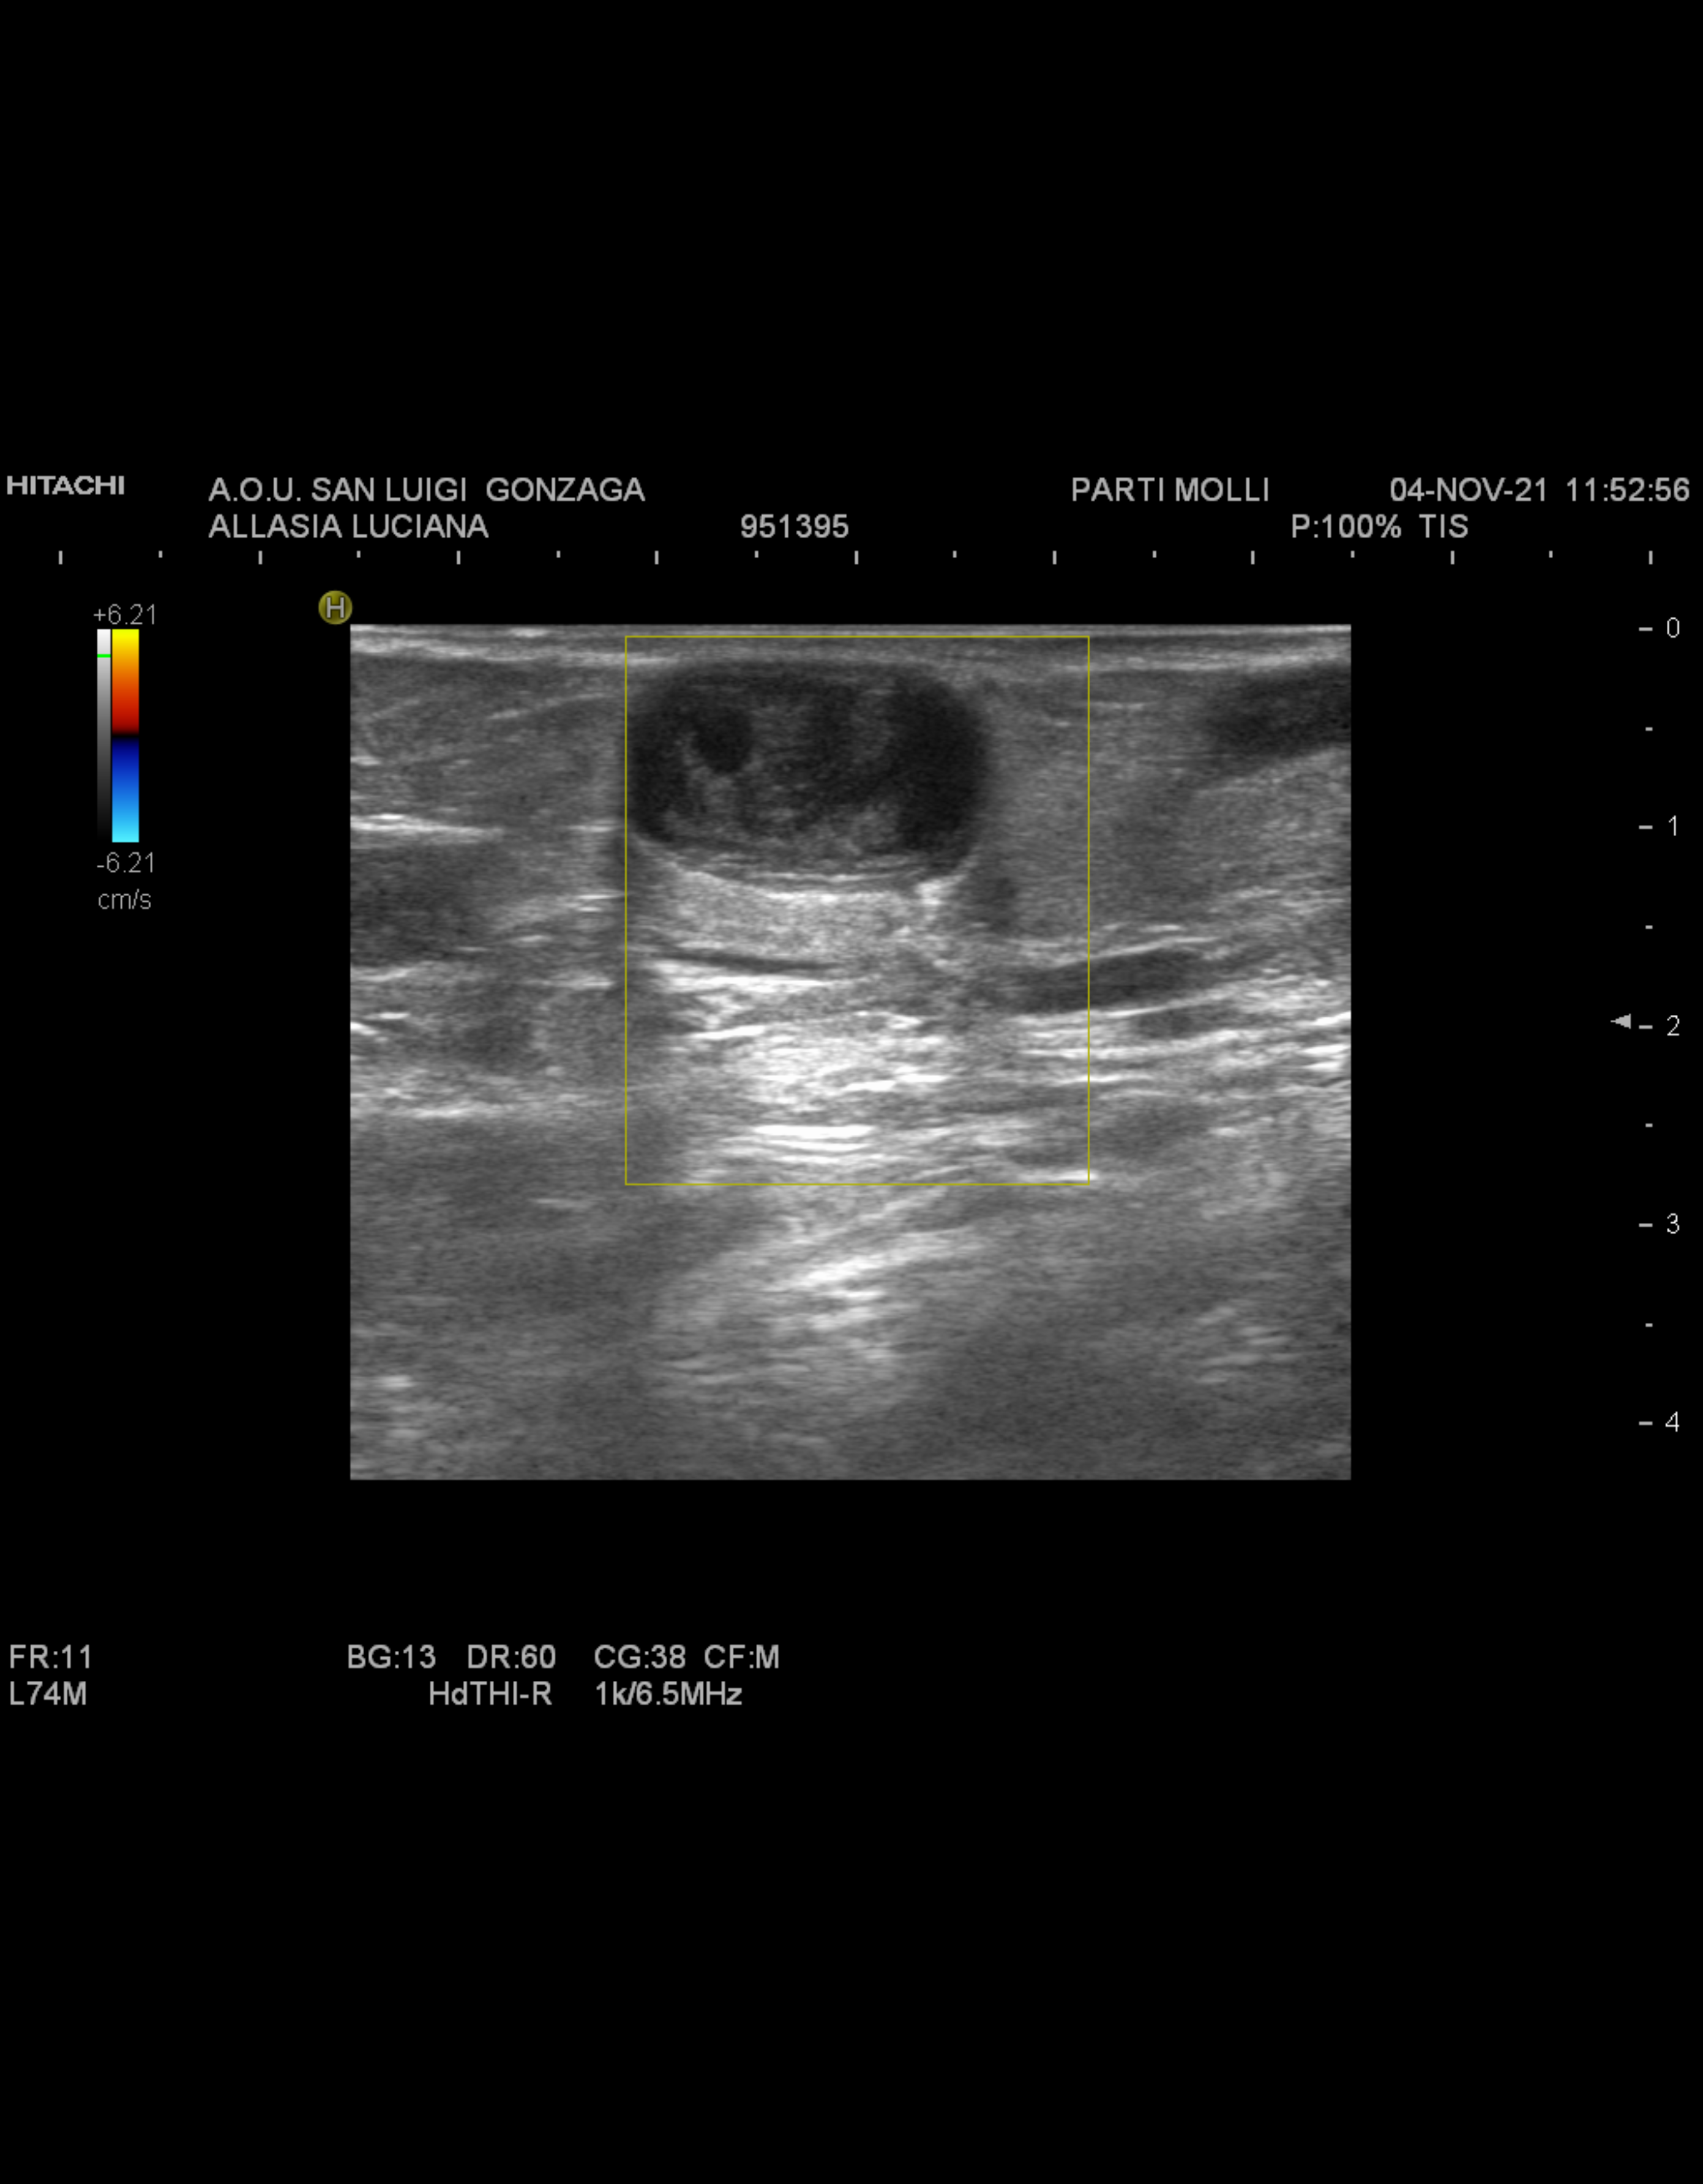 HITACHI A.O.U. SAN LUIGI GONZAGA PARTI MOLLI 04-NOV-21 11:52:56
ALLASIA LUCIANA 951395 P:100% TIS
H
+6.21
-6.21
cm/s
0
1
2
3
4
FR:11 BG:13 DR:60 CG:38 CF:M
L74M HdTHI-R 1k/6.5MHz